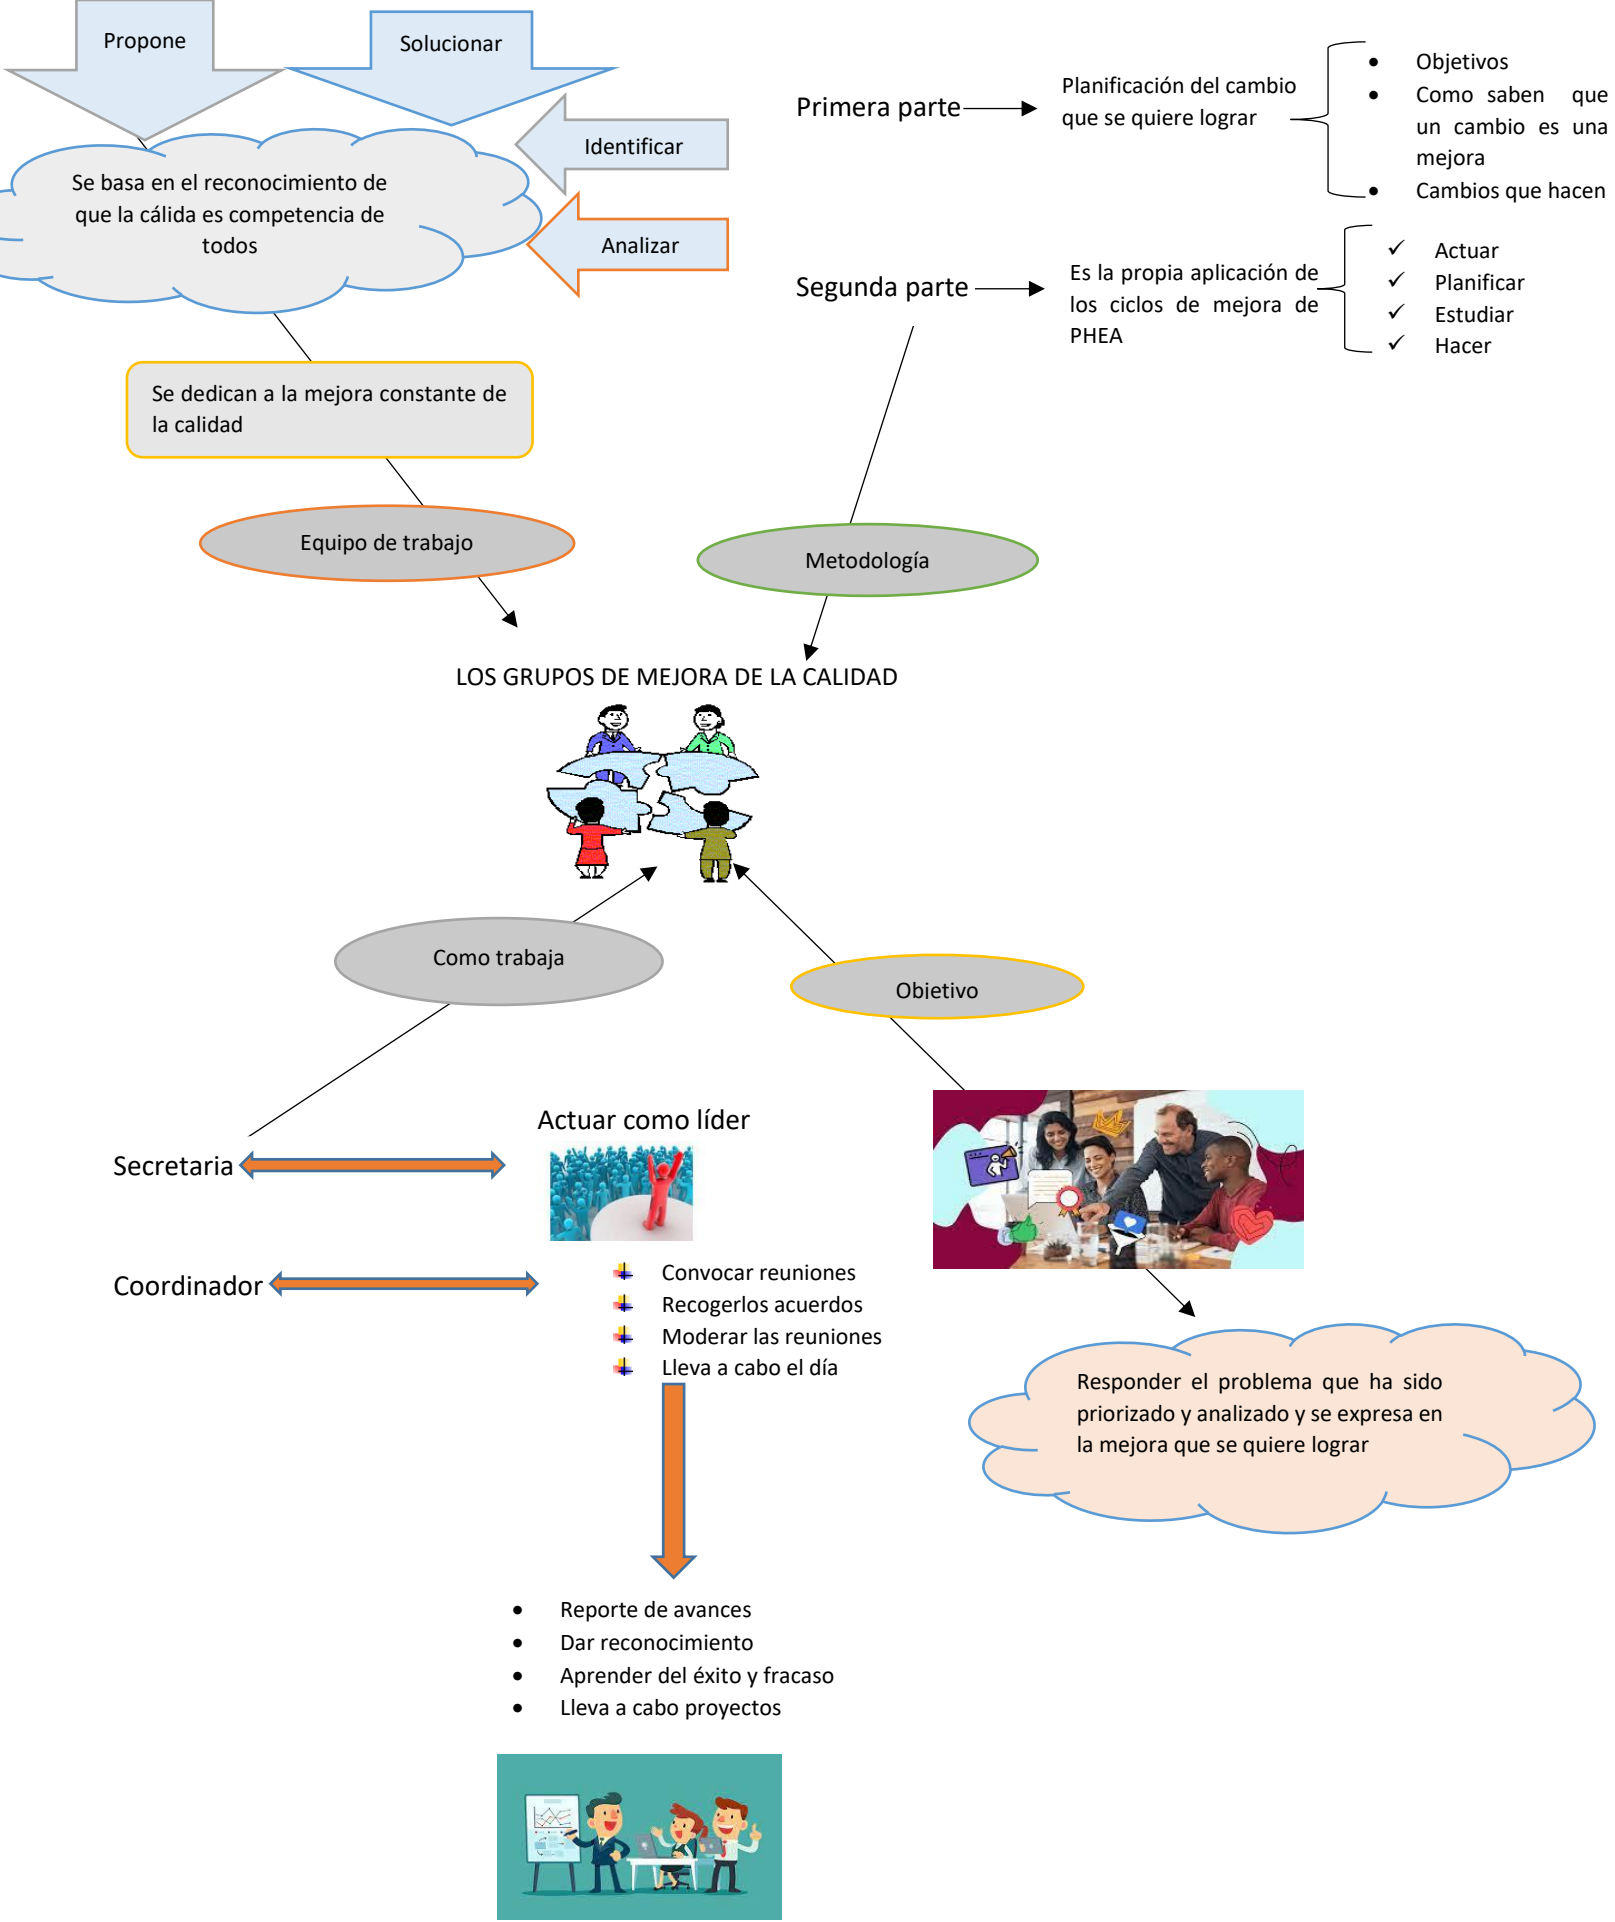 Propone
Solucionar
Identificar
Analizar
Se basa en el reconocimiento de
que la cálida es competencia de
todos
Se dedican a la mejora constante de
la calidad
Equipo de trabajo
Primera parte
Planificación del cambio
que se quiere lograr
Objetivos
Como saben que
un cambio es una
mejora
Cambios que hacen
Segunda parte
Es la propia aplicación de
los ciclos de mejora de
PHEA
Actuar
Planificar
Estudiar
Hacer
Metodología
LOS GRUPOS DE MEJORA DE LA CALIDAD
Como trabaja
Objetivo
Secretaria
Actuar como líder
Coordinador
Convocar reuniones
Recogerlos acuerdos
Moderar las reuniones
Lleva a cabo el día
Responder el problema que ha sido
priorizado y analizado y se expresa en
la mejora que se quiere lograr
Reporte de avances
Dar reconocimiento
Aprender del éxito y fracaso
Lleva a cabo proyectos